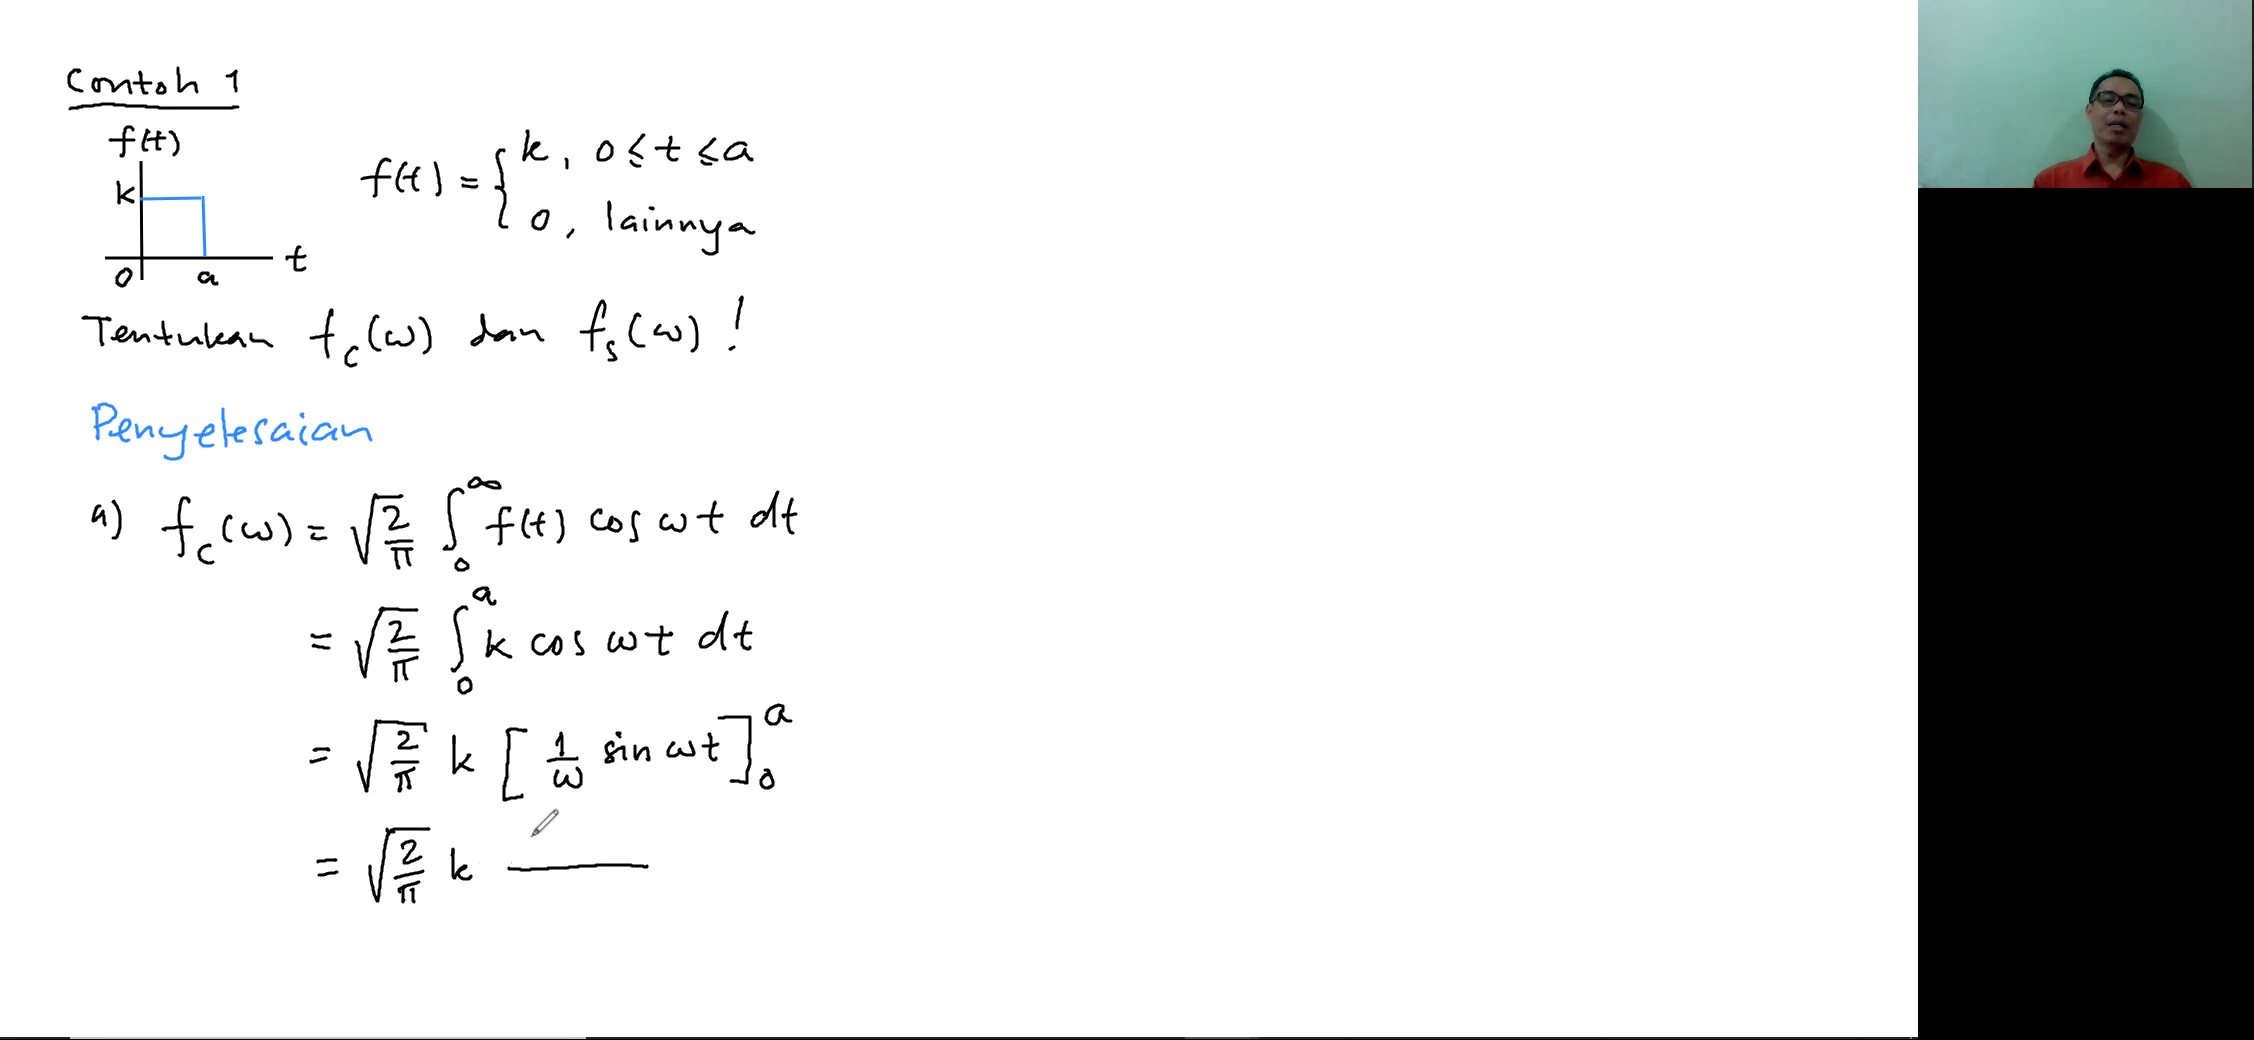 Contoh 1
f(t)
k
0 a t
f(t) = { k, 0 ≤ t ≤ a
0, lainnya
Tentukan f_c(ω) dan f_s(ω) !
Penyelesaian
a) f_c(ω) = √(2/π) ∫_0^∞ f(t) cos ωt dt
= √(2/π) ∫_0^a k cos ωt dt
= √(2/π) k [ 1/ω sin ωt ]_0^a
= √(2/π) k —